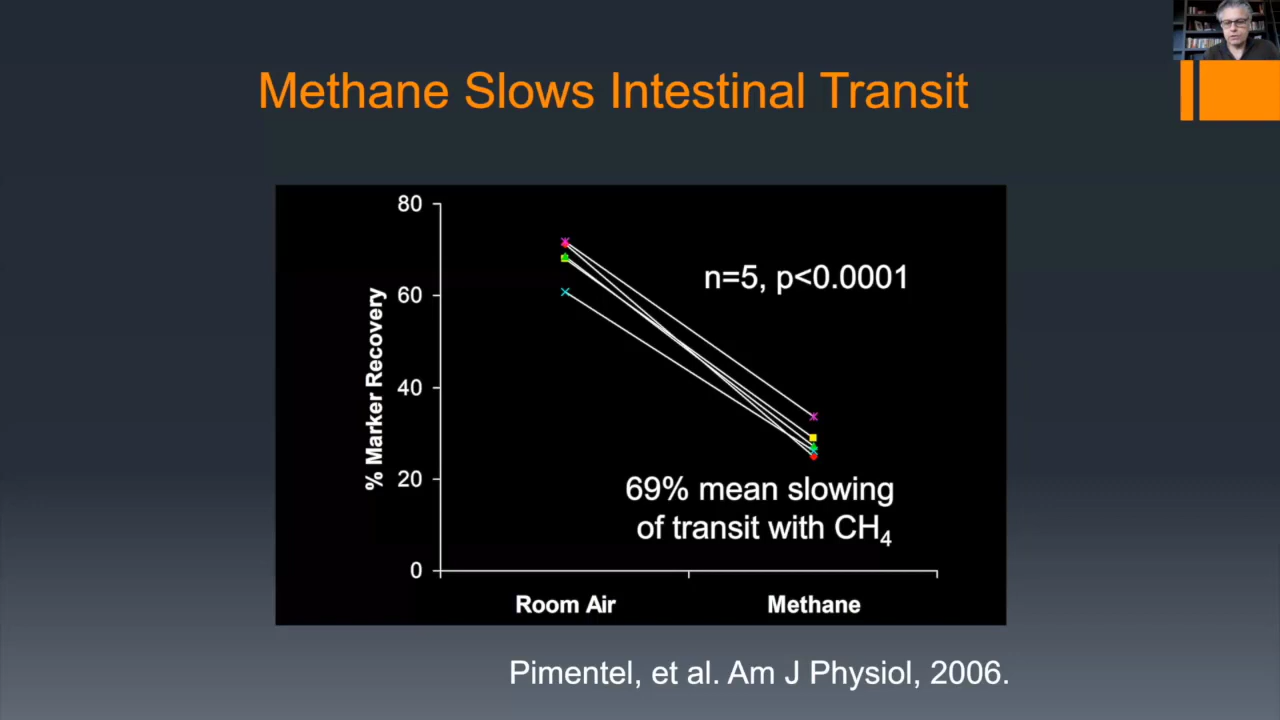 Methane Slows Intestinal Transit
80
60
40
20
0
% Marker Recovery
n=5, p<0.0001
69% mean slowing
of transit with CH₄
Room Air
Methane
Pimentel, et al. Am J Physiol, 2006.